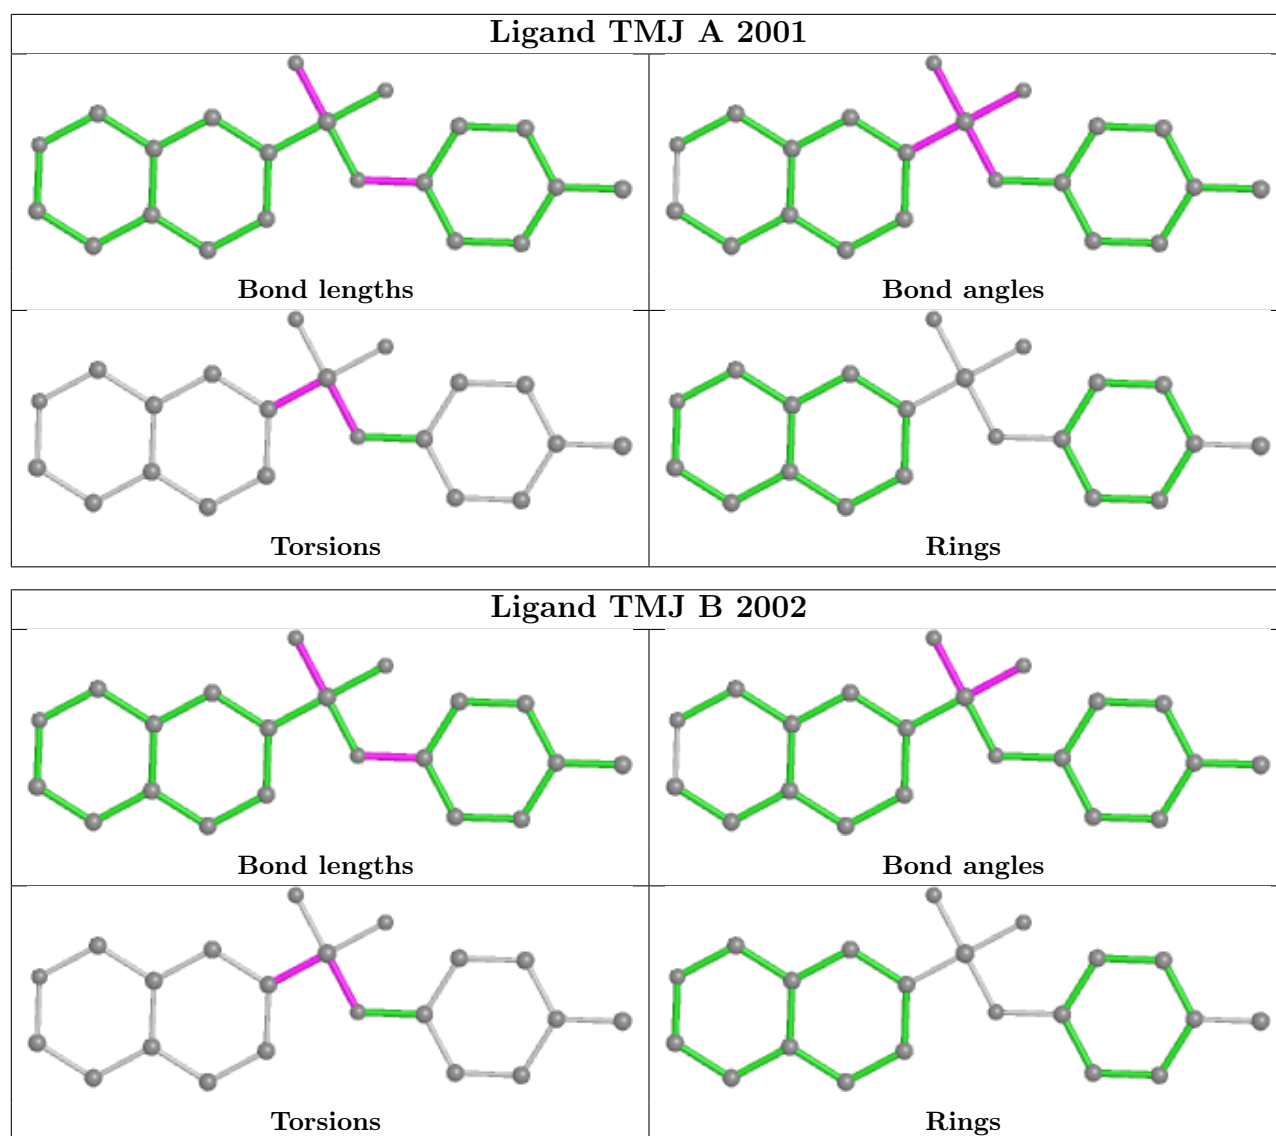 Ligand TMJ A 2001
Bond lengths
Bond angles
Torsions
Rings
Ligand TMJ B 2002
Bond lengths
Bond angles
Torsions
Rings